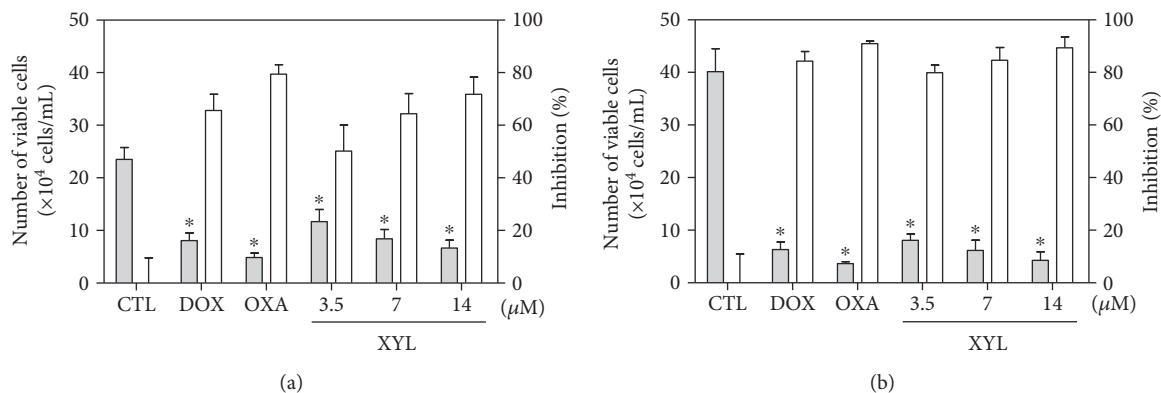 Number of viable cells
(×10⁴ cells/mL)
50
40
30
20
10
0
100
80
60
40
20
0
Inhibition (%)
*
*
*
*
*
CTL DOX OXA 3.5 7 14 (µM)
XYL
(a)
Number of viable cells
(×10⁴ cells/mL)
50
40
30
20
10
0
100
80
60
40
20
0
Inhibition (%)
*
*
*
*
*
CTL DOX OXA 3.5 7 14 (µM)
XYL
(b)